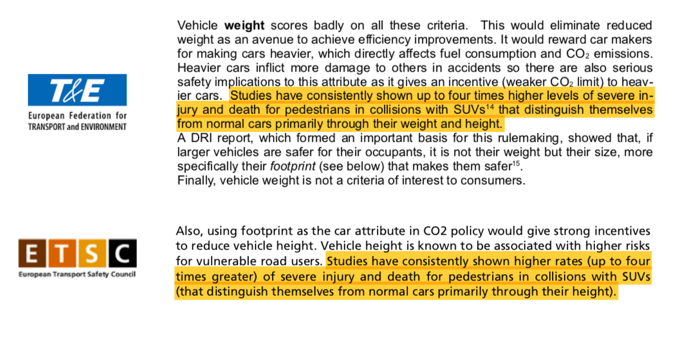 Vehicle weight scores badly on all these criteria. This would eliminate reduced
weight as an avenue to achieve efficiency improvements. It would reward car makers
for making cars heavier, which directly affects fuel consumption and CO₂ emissions.
Heavier cars inflict more damage to others in accidents so there are also serious
safety implications to this attribute as it gives an incentive (weaker CO₂ limit) to heav-
ier cars. Studies have consistently shown up to four times higher levels of severe in-
jury and death for pedestrians in collisions with SUVs¹⁴ that distinguish themselves
from normal cars primarily through their weight and height.
A DRI report, which formed an important basis for this rulemaking, showed that, if
larger vehicles are safer for their occupants, it is not their weight but their size, more
specifically their footprint (see below) that makes them safer¹⁵.
Finally, vehicle weight is not a criteria of interest to consumers.
T&E
European Federation for
TRANSPORT and ENVIRONMENT
Also, using footprint as the car attribute in CO2 policy would give strong incentives
to reduce vehicle height. Vehicle height is known to be associated with higher risks
for vulnerable road users. Studies have consistently shown higher rates (up to four
times greater) of severe injury and death for pedestrians in collisions with SUVs
(that distinguish themselves from normal cars primarily through their height).
ETSC
European Transport Safety Council